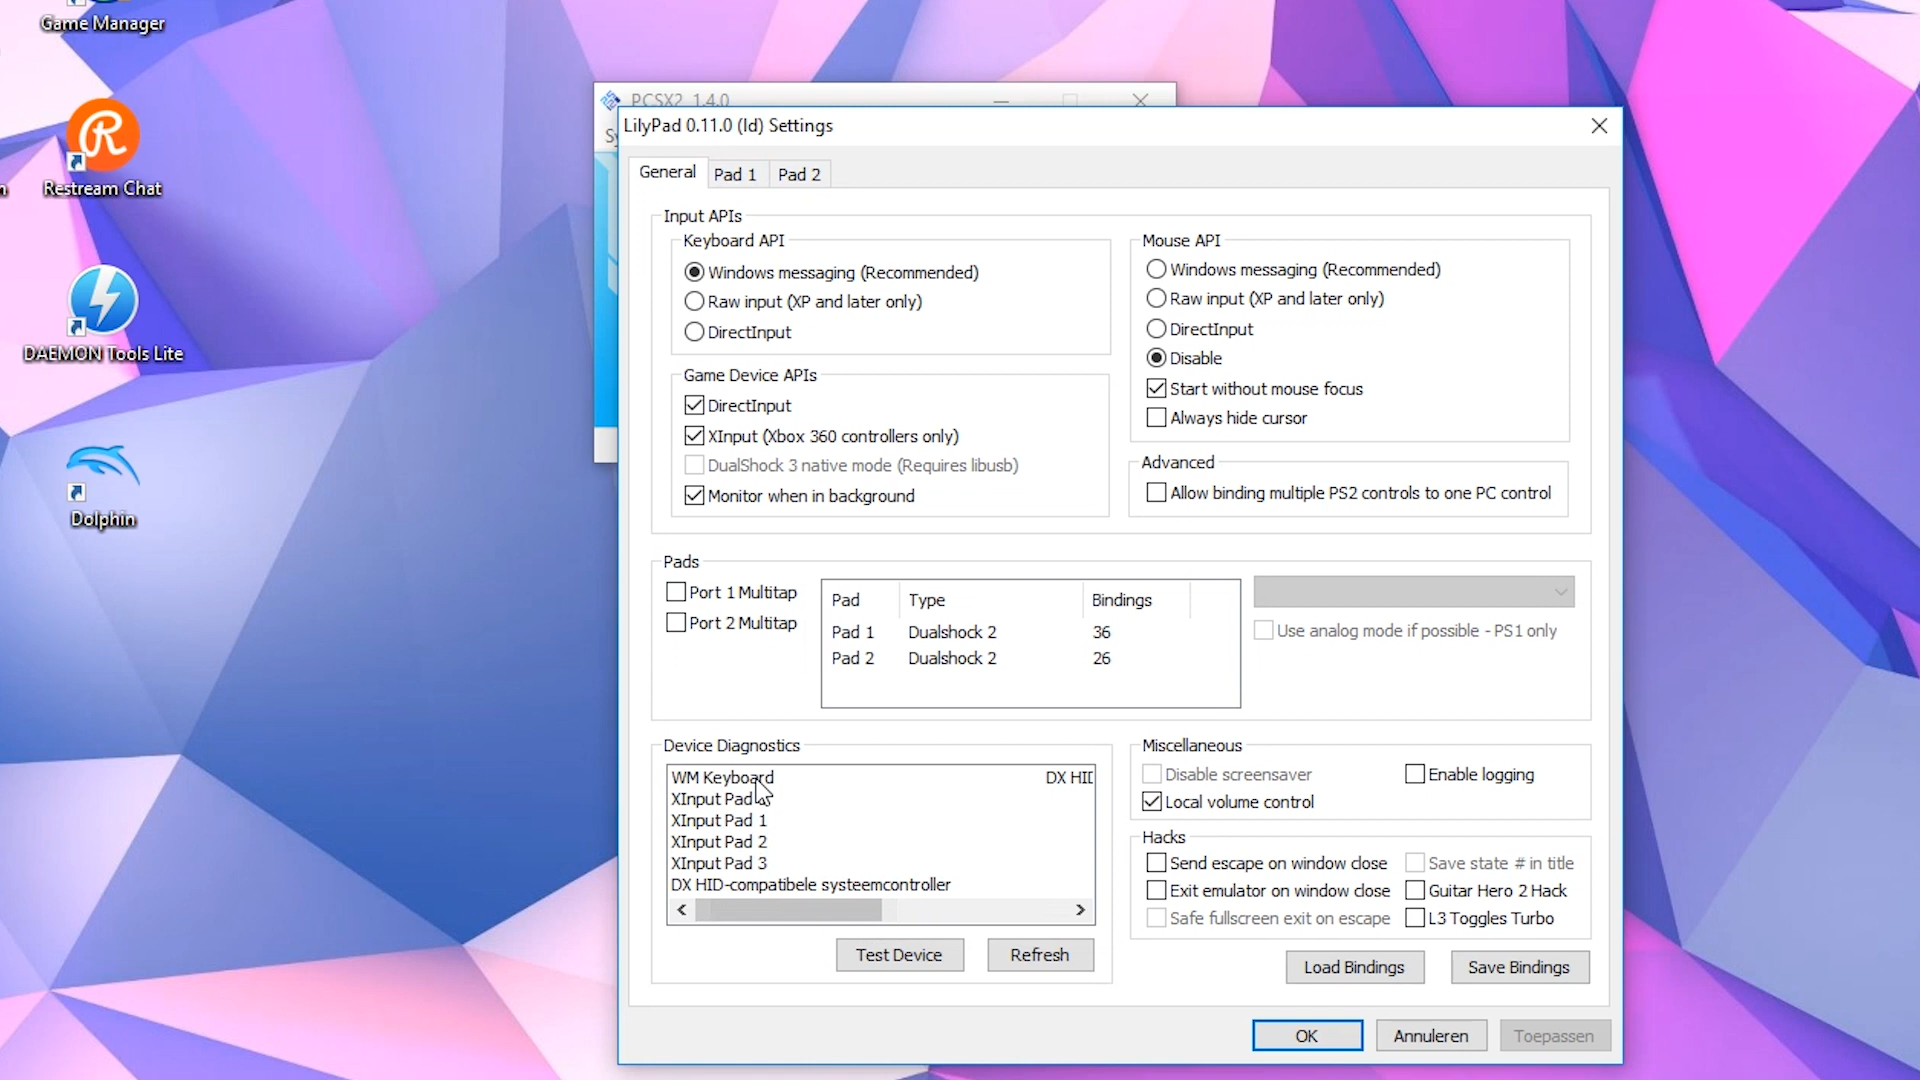 Game Manager
Restream Chat
DAEMON Tools Lite
Dolphin
PCSX2 1.4.0
Sy
LilyPad 0.11.0 (ld) Settings
General
Pad 1
Pad 2
Input APIs
Keyboard API
Windows messaging (Recommended)
Raw input (XP and later only)
DirectInput
Mouse API
Windows messaging (Recommended)
Raw input (XP and later only)
DirectInput
Disable
Start without mouse focus
Always hide cursor
Game Device APIs
DirectInput
XInput (Xbox 360 controllers only)
DualShock 3 native mode (Requires libusb)
Monitor when in background
Advanced
Allow binding multiple PS2 controls to one PC control
Pads
Port 1 Multitap
Port 2 Multitap
Pad Type Bindings
Pad 1 Dualshock 2 36
Pad 2 Dualshock 2 26
Use analog mode if possible - PS1 only
Device Diagnostics
WM Keyboard DX HID
XInput Pad
XInput Pad 1
XInput Pad 2
XInput Pad 3
DX HID-compatibele systeemcontroller
Test Device
Refresh
Miscellaneous
Disable screensaver
Enable logging
Local volume control
Hacks
Send escape on window close
Save state # in title
Exit emulator on window close
Guitar Hero 2 Hack
Safe fullscreen exit on escape
L3 Toggles Turbo
Load Bindings
Save Bindings
OK
Annuleren
Toepassen